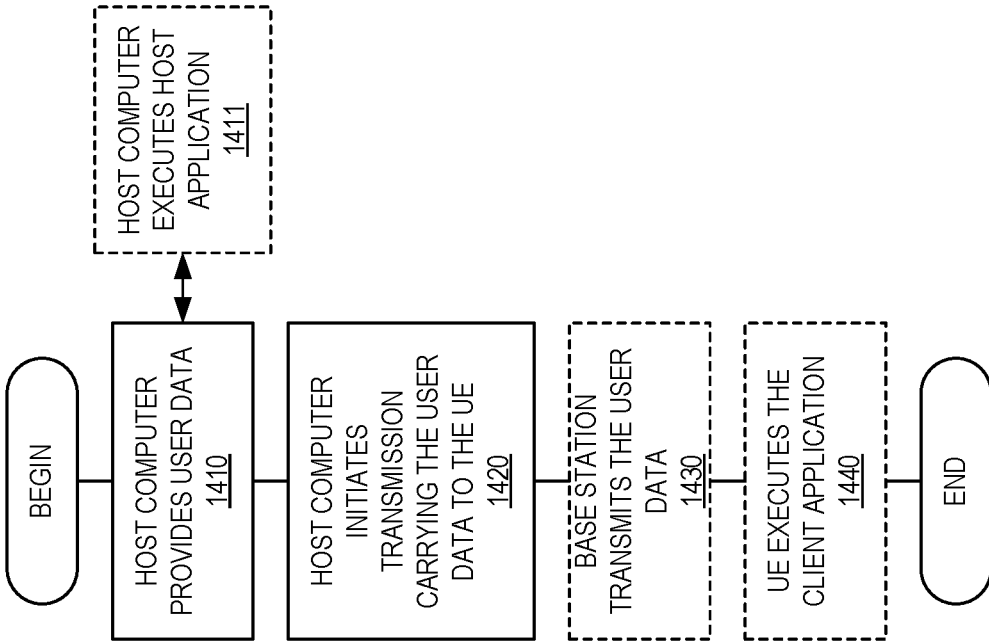 BEGIN
HOST COMPUTER
PROVIDES USER DATA
1410
HOST COMPUTER
EXECUTES HOST
APPLICATION
1411
HOST COMPUTER
INITIATES
TRANSMISSION
CARRYING THE USER
DATA TO THE UE
1420
BASE STATION
TRANSMITS THE USER
DATA
1430
UE EXECUTES THE
CLIENT APPLICATION
1440
END